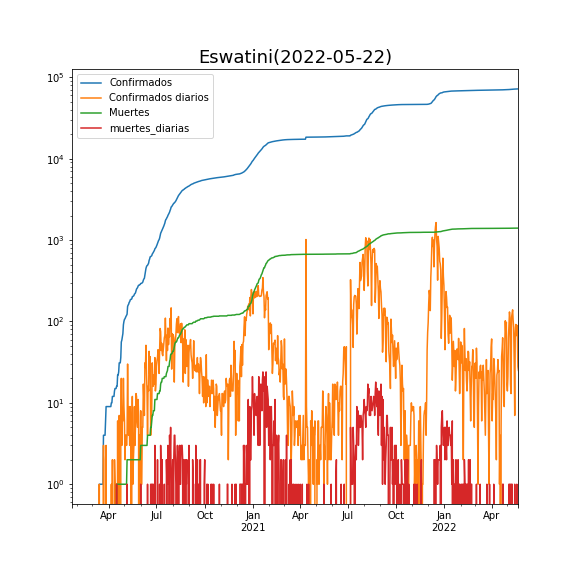 Eswatini(2022-05-22)
Confirmados
Confirmados diarios
Muertes
muertes_diarias
10^5
10^4
10^3
10^2
10^1
10^0
Apr Jul Oct Jan Apr Jul Oct Jan Apr
2021 2022